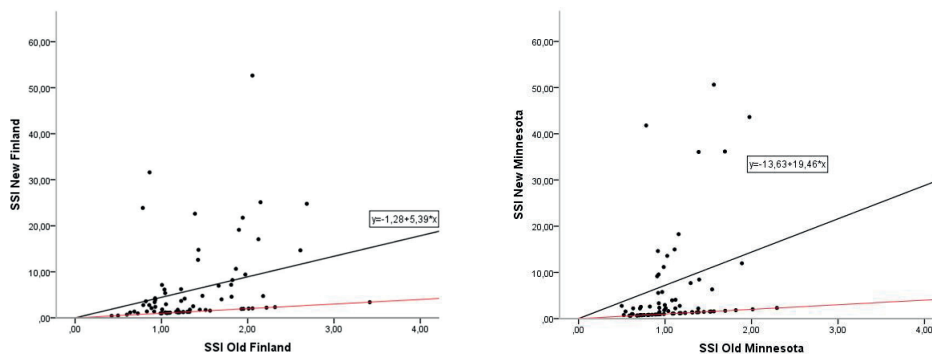 60,00
50,00
40,00
30,00
20,00
10,00
,00
SSI New Finland
y=-1,28+5,39*x
,00 1,00 2,00 3,00 4,00
SSI Old Finland
60,00
50,00
40,00
30,00
20,00
10,00
,00
SSI New Minnesota
y=-13,63+19,46*x
,00 1,00 2,00 3,00 4,00
SSI Old Minnesota